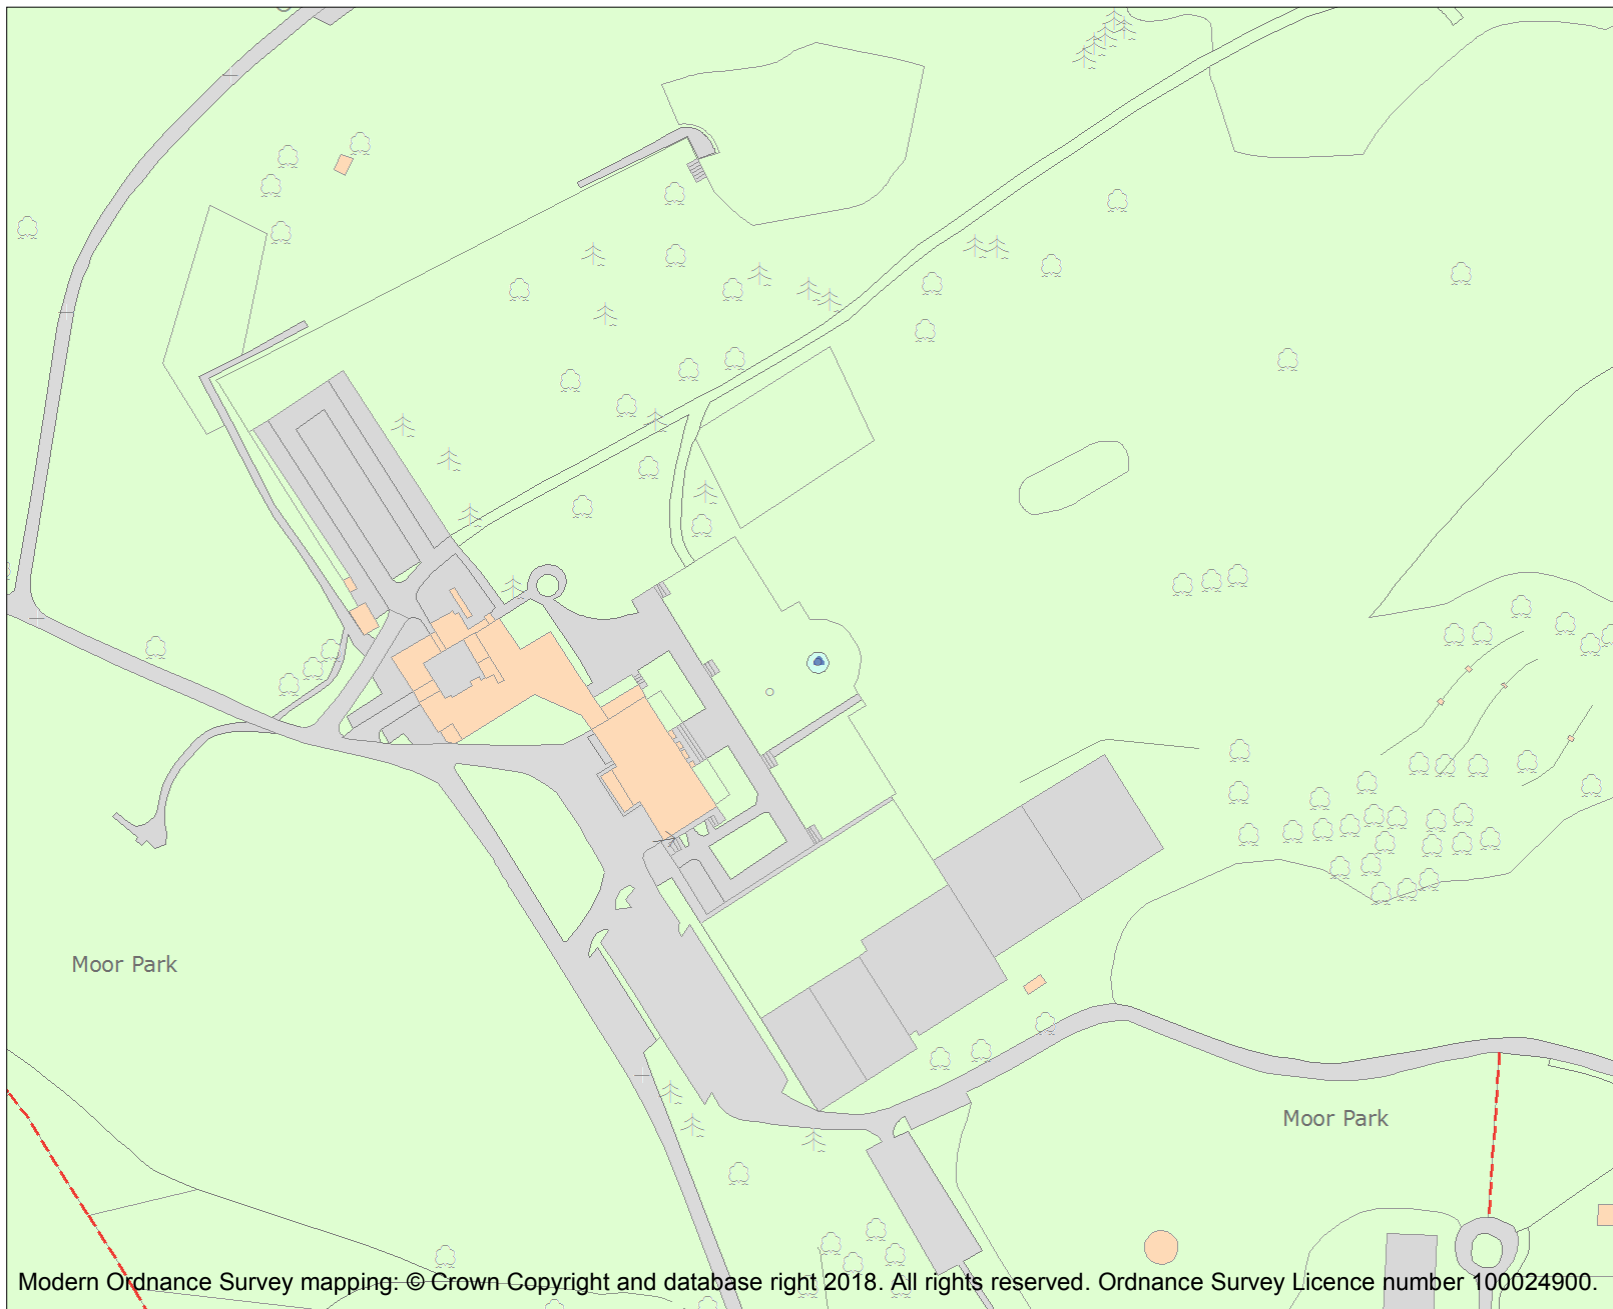 Moor Park
Moor Park
Modern Ordnance Survey mapping: © Crown Copyright and database right 2018. All rights reserved. Ordnance Survey Licence number 100024900.